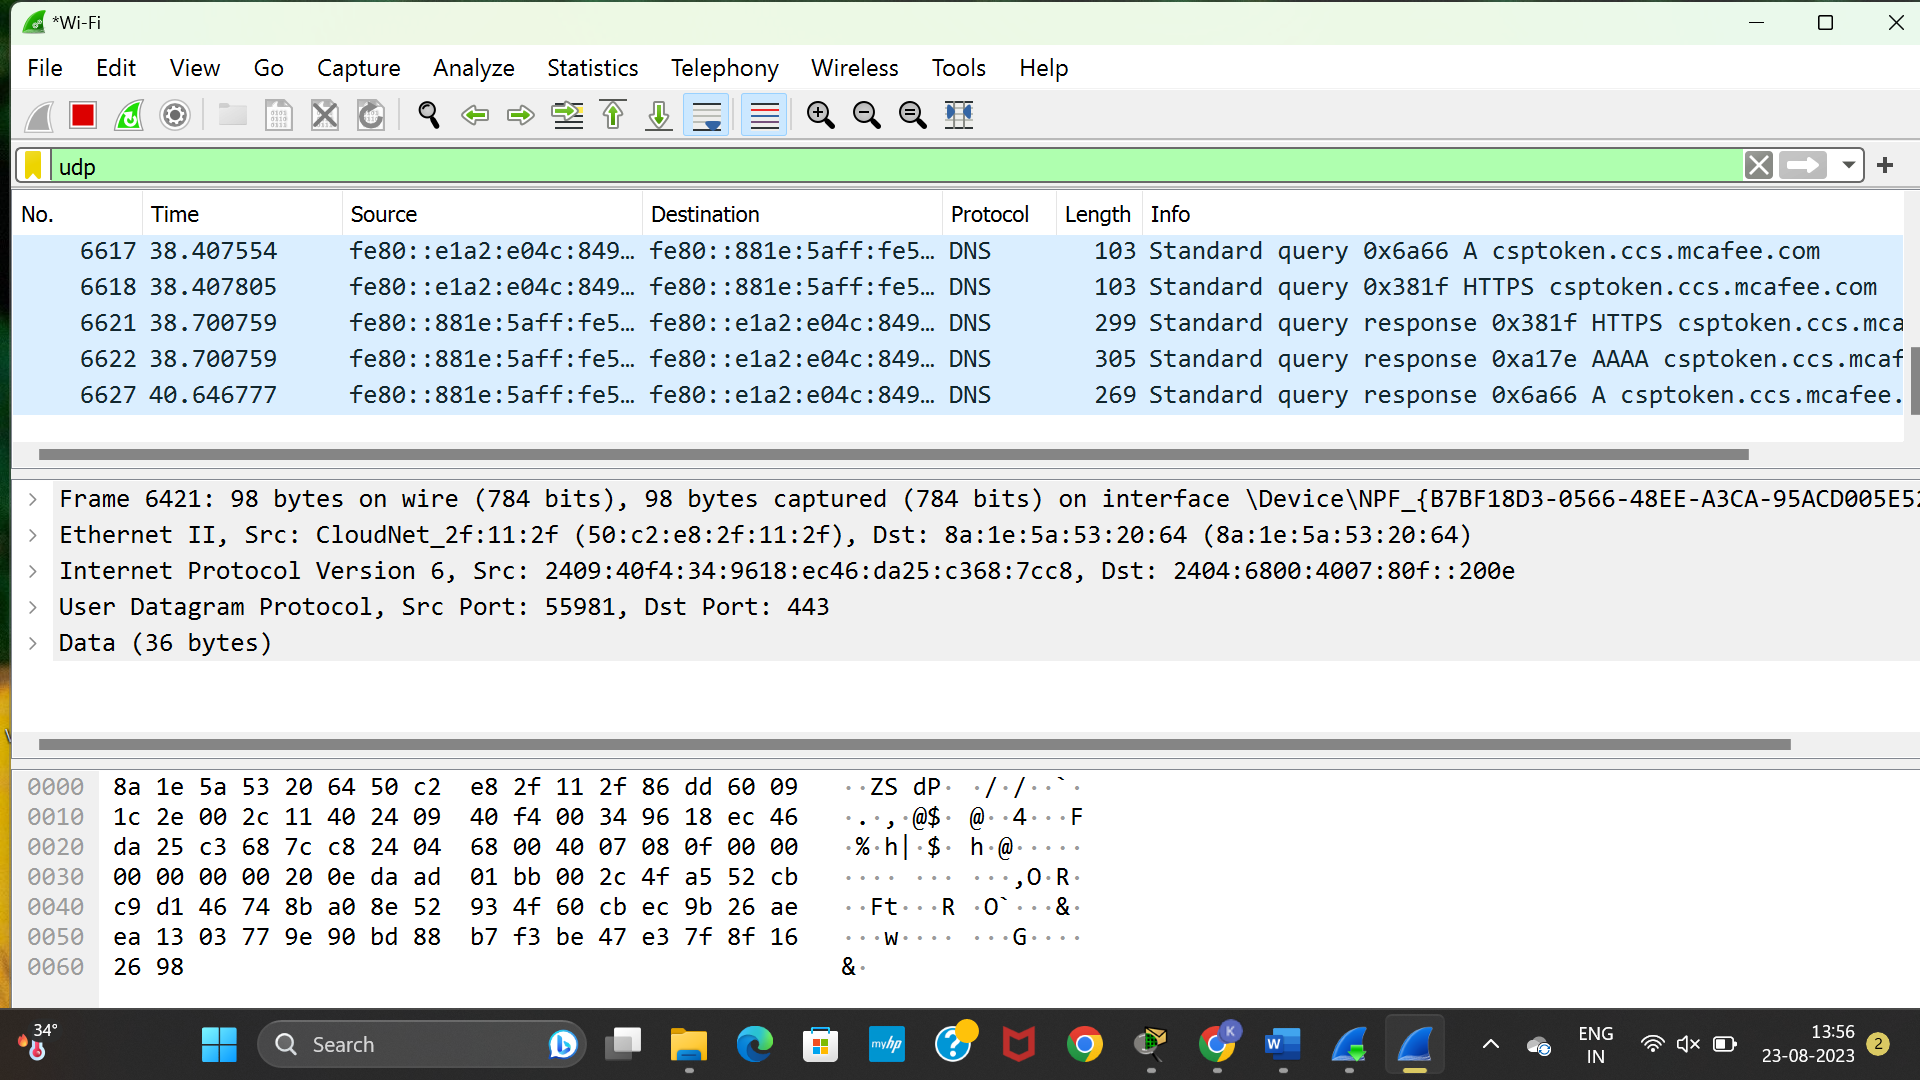 *Wi-Fi
File Edit View Go Capture Analyze Statistics Telephony Wireless Tools Help
udp
No. Time Source Destination Protocol Length Info
6617 38.407554 fe80::e1a2:e04c:849… fe80::881e:5aff:fe5… DNS 103 Standard query 0x6a66 A csptoken.ccs.mcafee.com
6618 38.407805 fe80::e1a2:e04c:849… fe80::881e:5aff:fe5… DNS 103 Standard query 0x381f HTTPS csptoken.ccs.mcafee.com
6621 38.700759 fe80::881e:5aff:fe5… fe80::e1a2:e04c:849… DNS 299 Standard query response 0x381f HTTPS csptoken.ccs.mca
6622 38.700759 fe80::881e:5aff:fe5… fe80::e1a2:e04c:849… DNS 305 Standard query response 0xa17e AAAA csptoken.ccs.mcaf
6627 40.646777 fe80::881e:5aff:fe5… fe80::e1a2:e04c:849… DNS 269 Standard query response 0x6a66 A csptoken.ccs.mcafee.
Frame 6421: 98 bytes on wire (784 bits), 98 bytes captured (784 bits) on interface \Device\NPF_{B7BF18D3-0566-48EE-A3CA-95ACD005E52
Ethernet II, Src: CloudNet_2f:11:2f (50:c2:e8:2f:11:2f), Dst: 8a:1e:5a:53:20:64 (8a:1e:5a:53:20:64)
Internet Protocol Version 6, Src: 2409:40f4:34:9618:ec46:da25:c368:7cc8, Dst: 2404:6800:4007:80f::200e
User Datagram Protocol, Src Port: 55981, Dst Port: 443
Data (36 bytes)
0000 8a 1e 5a 53 20 64 50 c2 e8 2f 11 2f 86 dd 60 09 ··ZS dP· ·/·/··`·
0010 1c 2e 00 2c 11 40 24 09 40 f4 00 34 96 18 ec 46 ·.·,·@$· @··4···F
0020 da 25 c3 68 7c c8 24 04 68 00 40 07 08 0f 00 00 ·%·h|·$· h·@·····
0030 00 00 00 00 20 0e da ad 01 bb 00 2c 4f a5 52 cb ···· ··· ···,O·R·
0040 c9 d1 46 74 8b a0 8e 52 93 4f 60 cb ec 9b 26 ae ··Ft···R ·O`···&·
0050 ea 13 03 77 9e 90 bd 88 b7 f3 be 47 e3 7f 8f 16 ···w···· ···G····
0060 26 98 &·
34°
Search
myhp
K
W
ENG
IN
13:56
23-08-2023
2